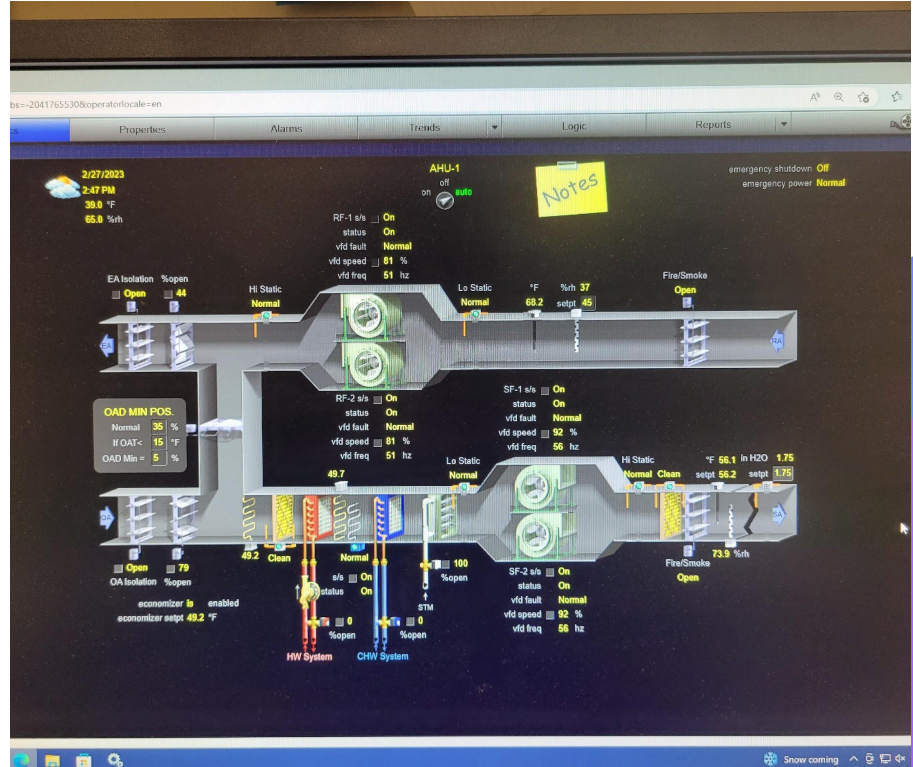 bs=-2041765530&operatorlocale=en
Properties
Alarms
Trends
Logic
Reports
2/27/2023
2:47 PM
39.0 °F
65.0 %rh
AHU-1
off
on
auto
Notes
emergency shutdown Off
emergency power Normal
RF-1 s/s On
status On
vfd fault Normal
vfd speed 81 %
vfd freq 51 hz
EA Isolation %open
Open 44
Hi Static
Normal
Lo Static
Normal
°F %rh 37
68.2 setpt 45
Fire/Smoke
Open
EA
RA
RF-2 s/s On
status On
vfd fault Normal
vfd speed 81 %
vfd freq 51 hz
SF-1 s/s On
status On
vfd fault Normal
vfd speed 92 %
vfd freq 56 hz
OAD MIN POS.
Normal 35 %
If OAT< 15 °F
OAD Min = 5 %
49.7
Lo Static
Normal
Hi Static
Normal Clean
°F 56.1 in H2O 1.75
setpt 56.2 setpt 1.75
OA
SA
49.2 Clean
Normal
73.9 %rh
Fire/Smoke
Open
Open 79
OA Isolation %open
s/s On
status On
100
%open
STM
SF-2 s/s On
status On
vfd fault Normal
vfd speed 92 %
vfd freq 56 hz
economizer is enabled
economizer setpt 49.2 °F
0
%open
0
%open
HW System
CHW System
Snow coming